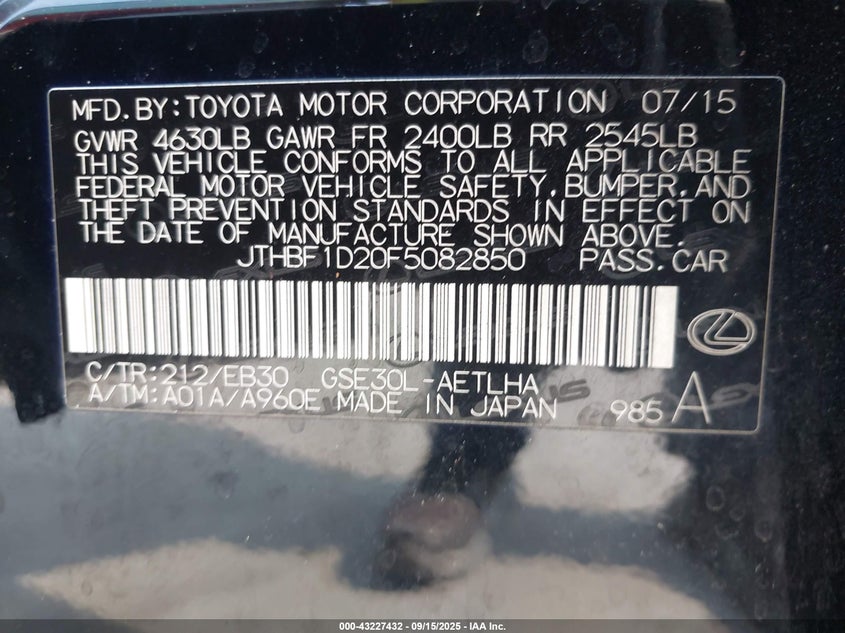 MFD.BY:TOYOTA MOTOR CORPORATION 07/15
GVWR 4630LB GAWR FR 2400LB RR 2545LB
THIS VEHICLE CONFORMS TO ALL APPLICABLE
FEDERAL MOTOR VEHICLE SAFETY,BUMPER,AND
THEFT PREVENTION STANDARDS IN EFFECT ON
THE DATE OF MANUFACTURE SHOWN ABOVE.
JTHBF1D20F5082850 PASS.CAR
C/TR:212/EB30 GSE30L-AETLHA
A/TM:A01A/A960E MADE IN JAPAN 985 A
000-43227432 - 09/15/2025 - IAA Inc.